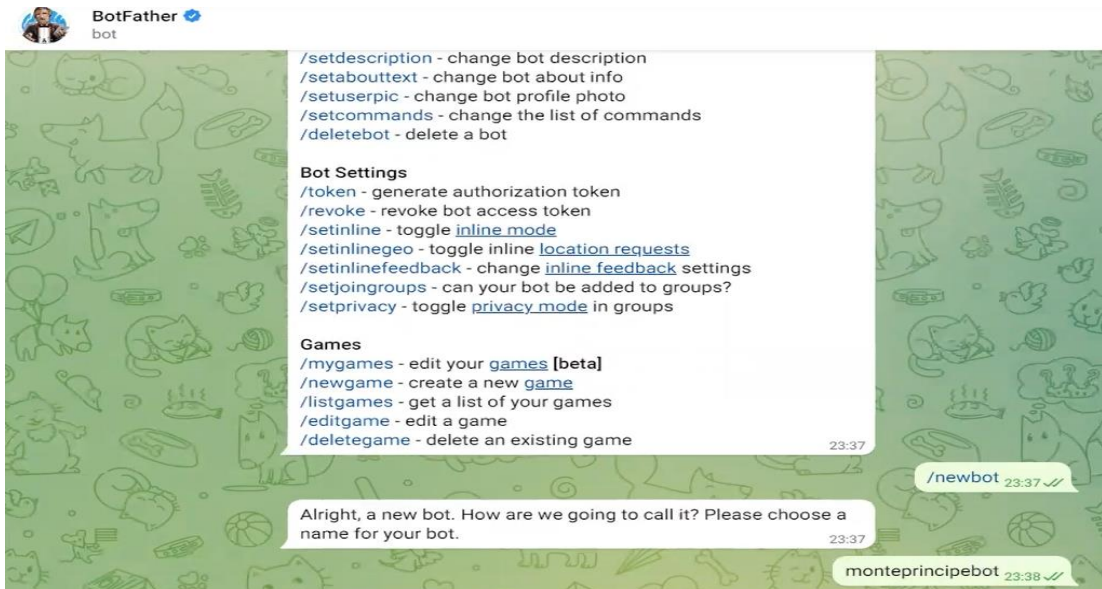 BotFather
bot
/setdescription - change bot description
/setabouttext - change bot about info
/setuserpic - change bot profile photo
/setcommands - change the list of commands
/deletebot - delete a bot
Bot Settings
/token - generate authorization token
/revoke - revoke bot access token
/setinline - toggle inline mode
/setinlinegeo - toggle inline location requests
/setinlinefeedback - change inline feedback settings
/setjoingroups - can your bot be added to groups?
/setprivacy - toggle privacy mode in groups
Games
/mygames - edit your games [beta]
/newgame - create a new game
/listgames - get a list of your games
/editgame - edit a game
/deletegame - delete an existing game
23:37
/newbot 23:37
Alright, a new bot. How are we going to call it? Please choose a
name for your bot.
23:37
monteprincipebot 23:38